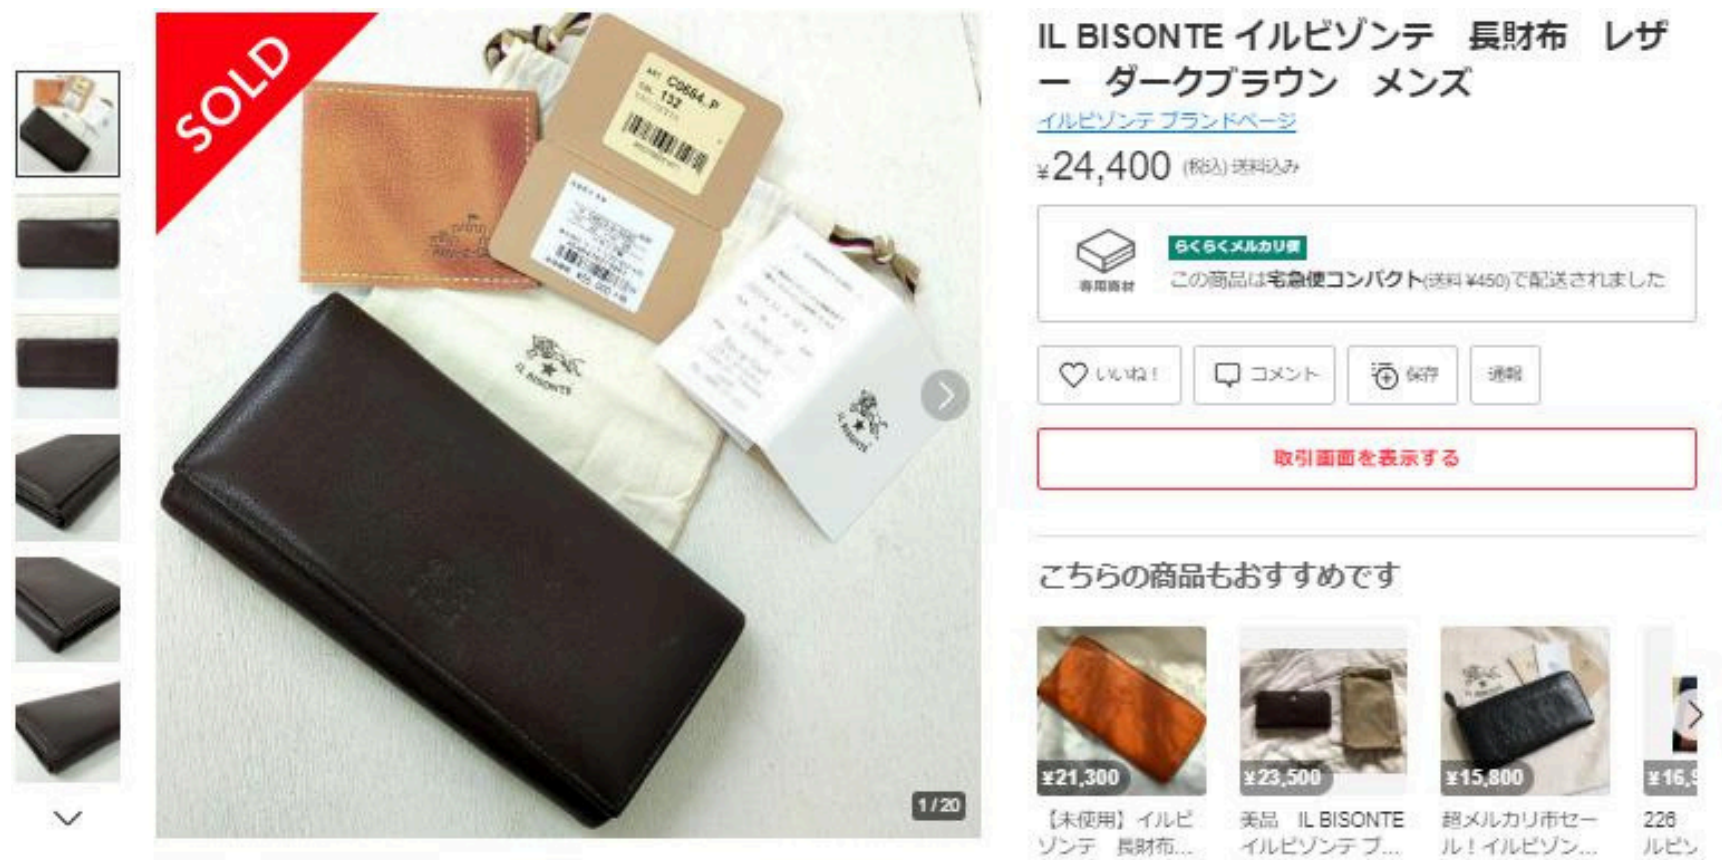 SOLD
C0684..P
132
IL BISONTE
IL BISONTE
1 / 20
IL BISONTE イルビゾンテ　長財布　レザ
ー　ダークブラウン　メンズ
イルビゾンテ ブランドページ
¥24,400 (税込) 送料込み
らくらくメルカリ便
専用資材
この商品は宅急便コンパクト(送料 ¥450)で配送されました
いいね！
コメント
保存
通報
取引画面を表示する
こちらの商品もおすすめです
¥21,300
¥23,500
¥15,800
¥16,9
【未使用】イルビ
ゾンテ　長財布...
美品　IL BISONTE
イルビゾンテ ブ...
超メルカリ市セー
ル！イルビゾン...
226
ルビン